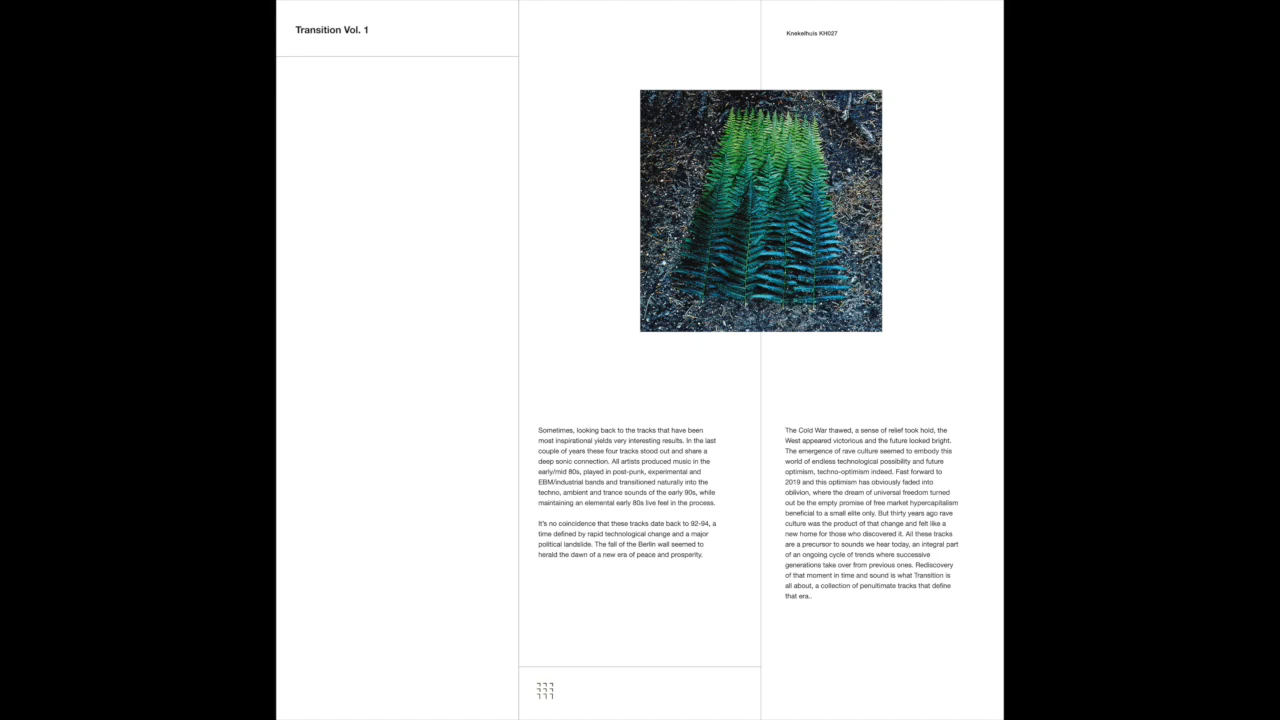 Transition Vol. 1
Knekelhuis KH027
Sometimes, looking back to the tracks that have been
most inspirational yields very interesting results. In the last
couple of years these four tracks stood out and share a
deep sonic connection. All artists produced music in the
early/mid 80s, played in post-punk, experimental and
EBM/industrial bands and transitioned naturally into the
techno, ambient and trance sounds of the early 90s, while
maintaining an elemental early 80s live feel in the process.
It's no coincidence that these tracks date back to 92-94, a
time defined by rapid technological change and a major
political landslide. The fall of the Berlin wall seemed to
herald the dawn of a new era of peace and prosperity.
The Cold War thawed, a sense of relief took hold, the
West appeared victorious and the future looked bright.
The emergence of rave culture seemed to embody this
world of endless technological possibility and future
optimism, techno-optimism indeed. Fast forward to
2019 and this optimism has obviously faded into
oblivion, where the dream of universal freedom turned
out be the empty promise of free market hypercapitalism
beneficial to a small elite only. But thirty years ago rave
culture was the product of that change and felt like a
new home for those who discovered it. All these tracks
are a precursor to sounds we hear today, an integral part
of an ongoing cycle of trends where successive
generations take over from previous ones. Rediscovery
of that moment in time and sound is what Transition is
all about, a collection of penultimate tracks that define
that era..